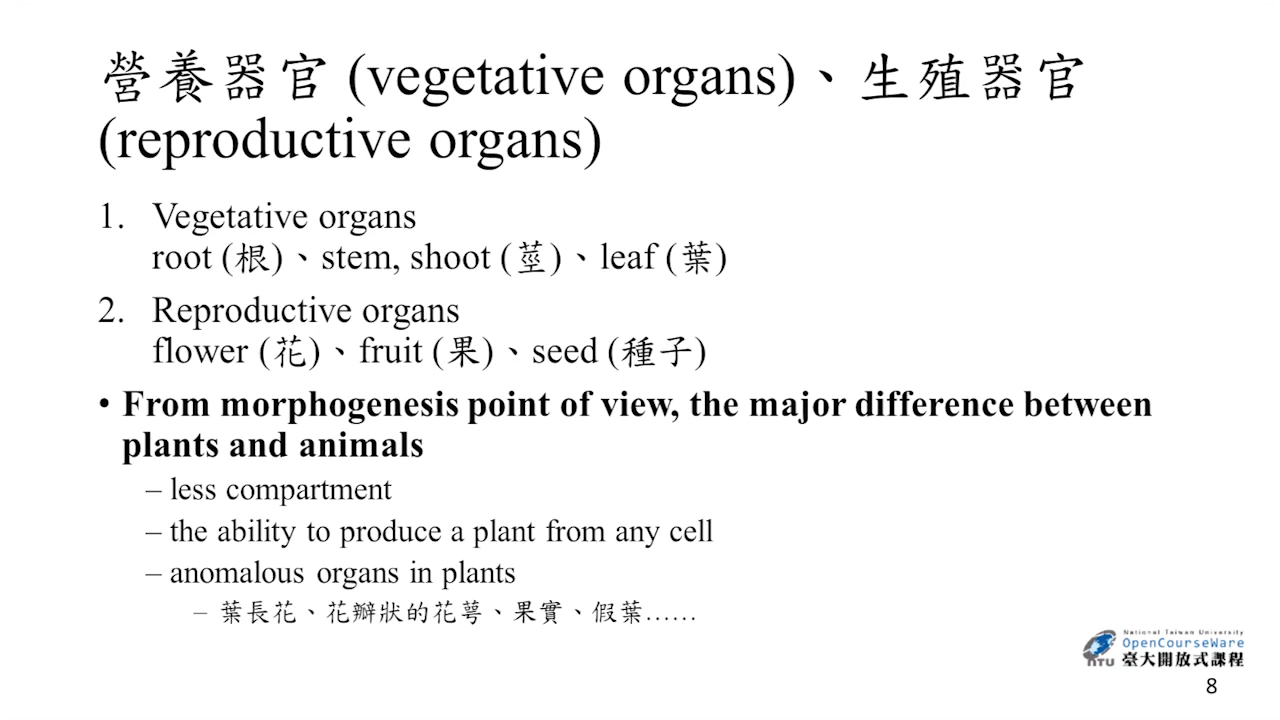 營養器官 (vegetative organs)、生殖器官
(reproductive organs)
1. Vegetative organs
root (根)、stem, shoot (莖)、leaf (葉)
2. Reproductive organs
flower (花)、fruit (果)、seed (種子)
• From morphogenesis point of view, the major difference between
plants and animals
– less compartment
– the ability to produce a plant from any cell
– anomalous organs in plants
– 葉長花、花瓣狀的花萼、果實、假葉……
National Taiwan University
OpenCourseWare
NTU 臺大開放式課程
8